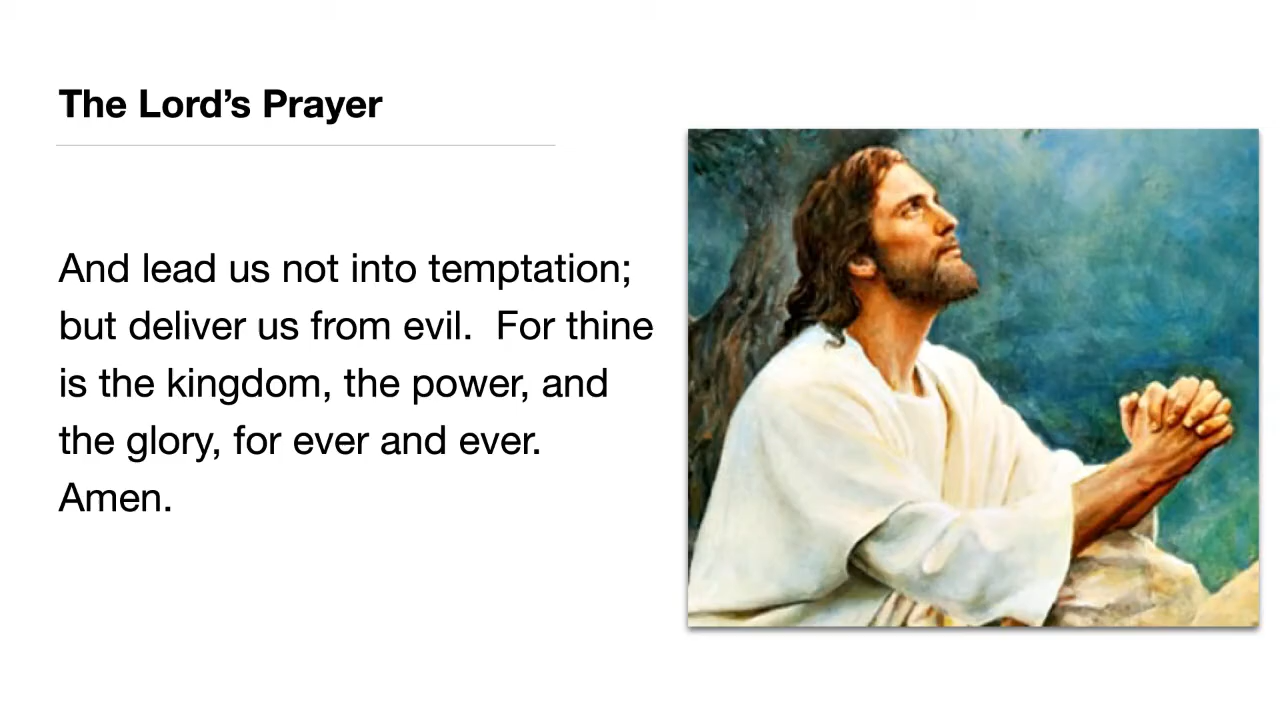 The Lord’s Prayer
And lead us not into temptation;
but deliver us from evil.  For thine
is the kingdom, the power, and
the glory, for ever and ever.
Amen.